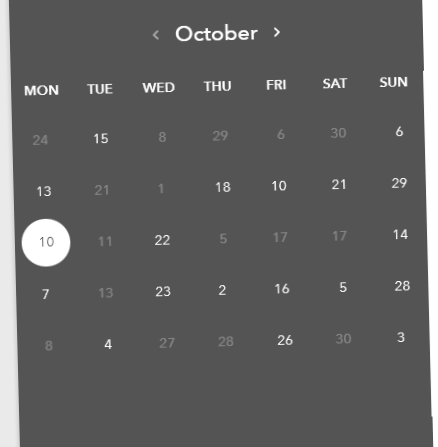 ‹ October ›
MON TUE WED THU FRI SAT SUN
24 15 8 29 6 30 6
13 21 1 18 10 21 29
10 11 22 5 17 17 14
7 13 23 2 16 5 28
8 4 27 28 26 30 3